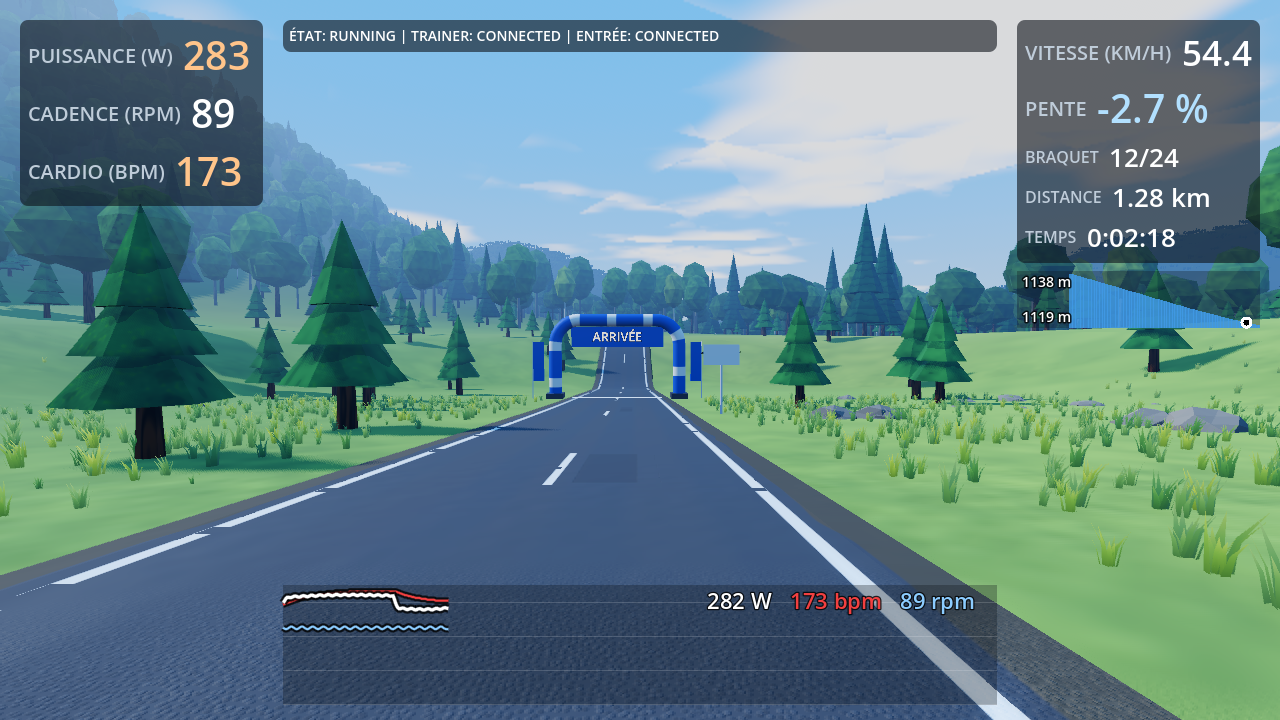 PUISSANCE (W) 283
CADENCE (RPM) 89
CARDIO (BPM) 173
ÉTAT: RUNNING | TRAINER: CONNECTED | ENTRÉE: CONNECTED
VITESSE (KM/H) 54.4
PENTE -2.7 %
BRAQUET 12/24
DISTANCE 1.28 km
TEMPS 0:02:18
1138 m
1119 m
ARRIVÉE
282 W 173 bpm 89 rpm